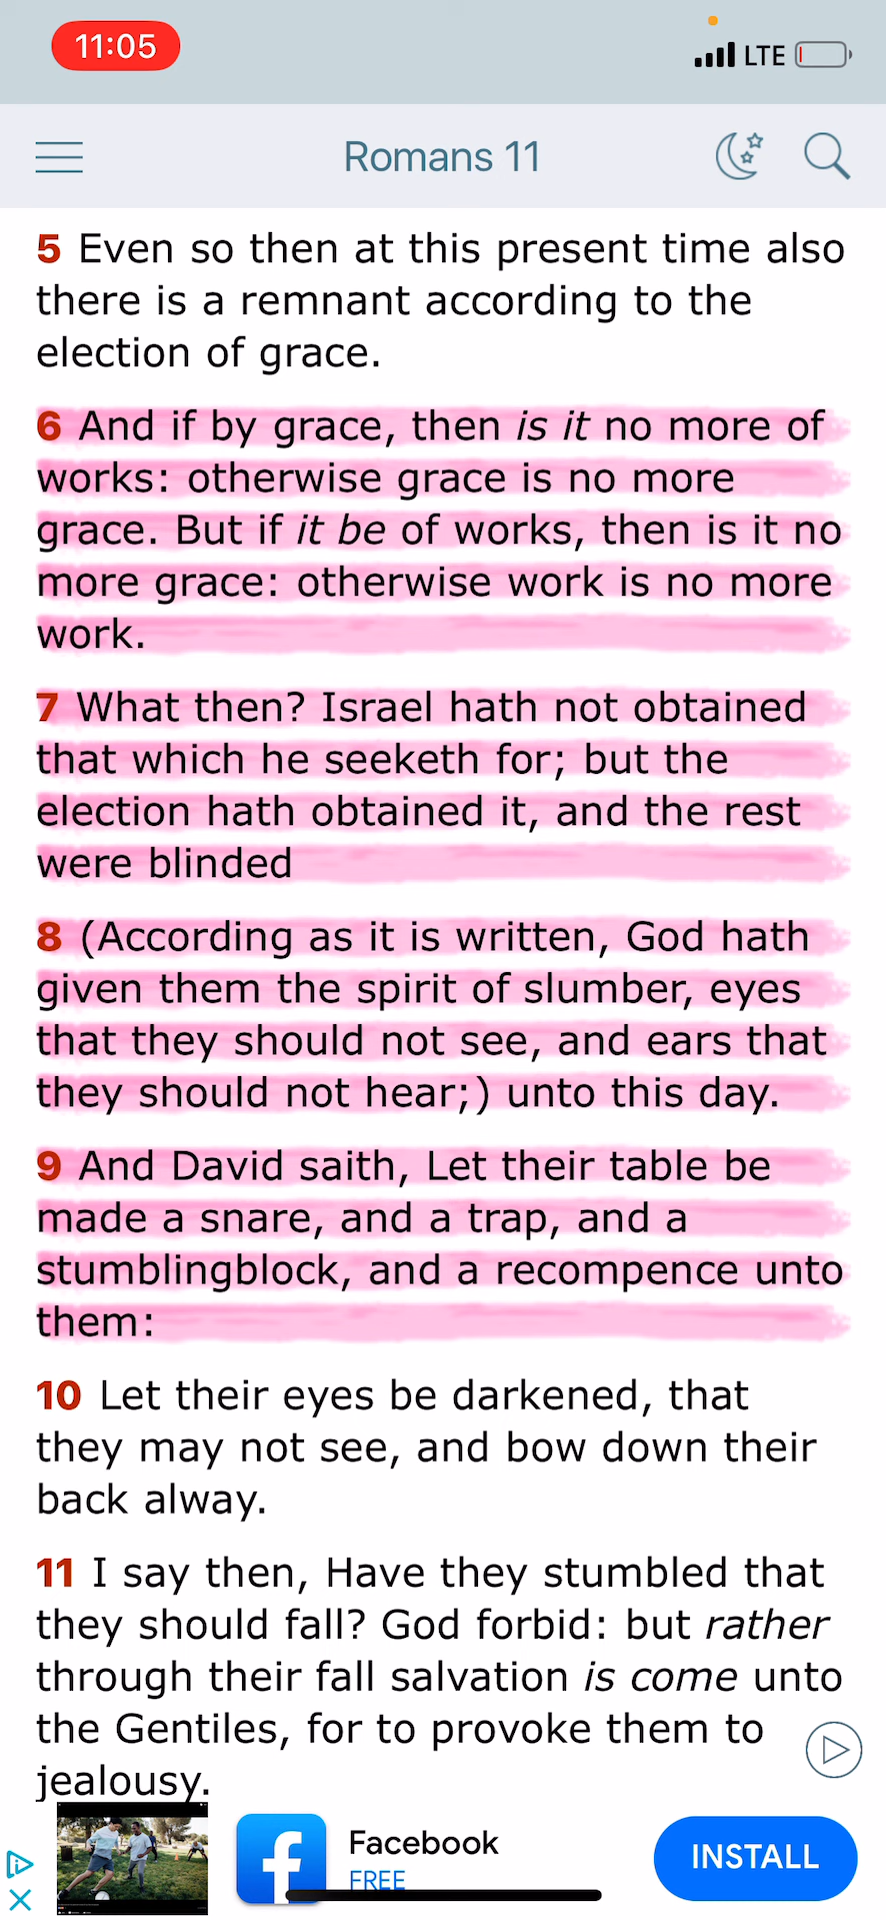 11:05
LTE
Romans 11
5 Even so then at this present time also
there is a remnant according to the
election of grace.
6 And if by grace, then is it no more of
works: otherwise grace is no more
grace. But if it be of works, then is it no
more grace: otherwise work is no more
work.
7 What then? Israel hath not obtained
that which he seeketh for; but the
election hath obtained it, and the rest
were blinded
8 (According as it is written, God hath
given them the spirit of slumber, eyes
that they should not see, and ears that
they should not hear;) unto this day.
9 And David saith, Let their table be
made a snare, and a trap, and a
stumblingblock, and a recompence unto
them:
10 Let their eyes be darkened, that
they may not see, and bow down their
back alway.
11 I say then, Have they stumbled that
they should fall? God forbid: but rather
through their fall salvation is come unto
the Gentiles, for to provoke them to
jealousy.
Facebook
FREE
INSTALL